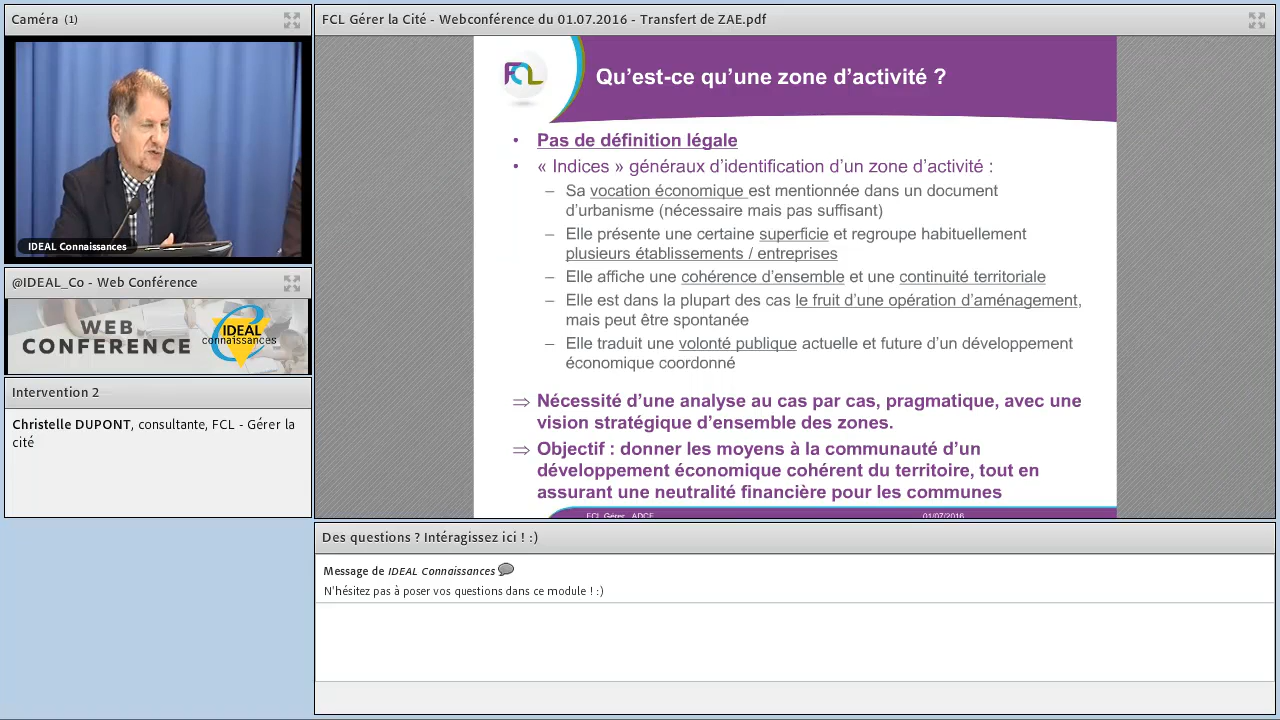 Caméra (1)
IDEAL Connaissances
@IDEAL_Co - Web Conférence
WEB
CONFERENCE
IDEAL
connaissances
Intervention 2
Christelle DUPONT, consultante, FCL - Gérer la
cité
FCL Gérer la Cité - Webconférence du 01.07.2016 - Transfert de ZAE.pdf
FCL
Qu’est-ce qu’une zone d’activité ?
• Pas de définition légale
• « Indices » généraux d’identification d’un zone d’activité :
– Sa vocation économique est mentionnée dans un document
d’urbanisme (nécessaire mais pas suffisant)
– Elle présente une certaine superficie et regroupe habituellement
plusieurs établissements / entreprises
– Elle affiche une cohérence d’ensemble et une continuité territoriale
– Elle est dans la plupart des cas le fruit d’une opération d’aménagement,
mais peut être spontanée
– Elle traduit une volonté publique actuelle et future d’un développement
économique coordonné
⇒ Nécessité d’une analyse au cas par cas, pragmatique, avec une
vision stratégique d’ensemble des zones.
⇒ Objectif : donner les moyens à la communauté d’un
développement économique cohérent du territoire, tout en
assurant une neutralité financière pour les communes
FCL Gérer ADCF 01/07/2016
Des questions ? Intéragissez ici ! :)
Message de IDEAL Connaissances
N'hésitez pas à poser vos questions dans ce module ! :)